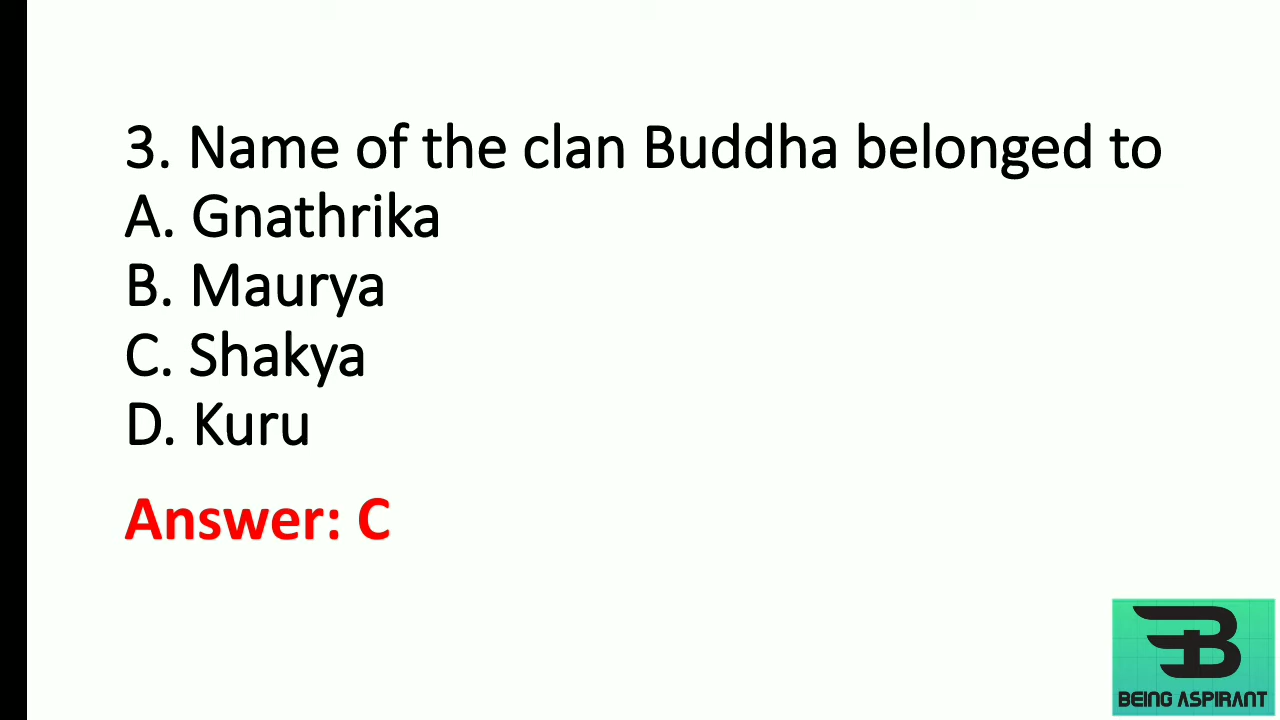 3. Name of the clan Buddha belonged to
A. Gnathrika
B. Maurya
C. Shakya
D. Kuru
Answer: C
BEING ASPIRANT